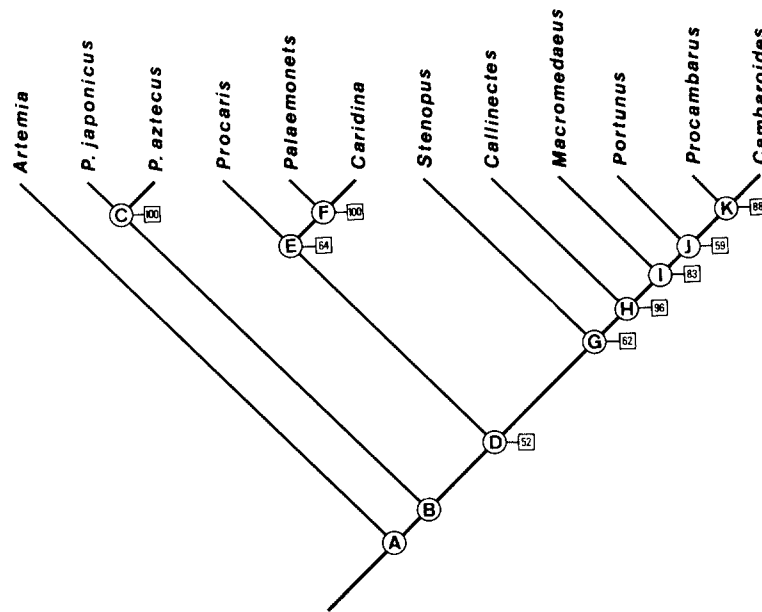 Artemia
P. japonicus
P. aztecus
Procaris
Palaemonets
Caridina
Stenopus
Callinectes
Macromedaeus
Portunus
Procambarus
Cambaroides
C 100
F 100
E 64
K 88
J 59
I 83
H 96
G 62
D 52
B
A